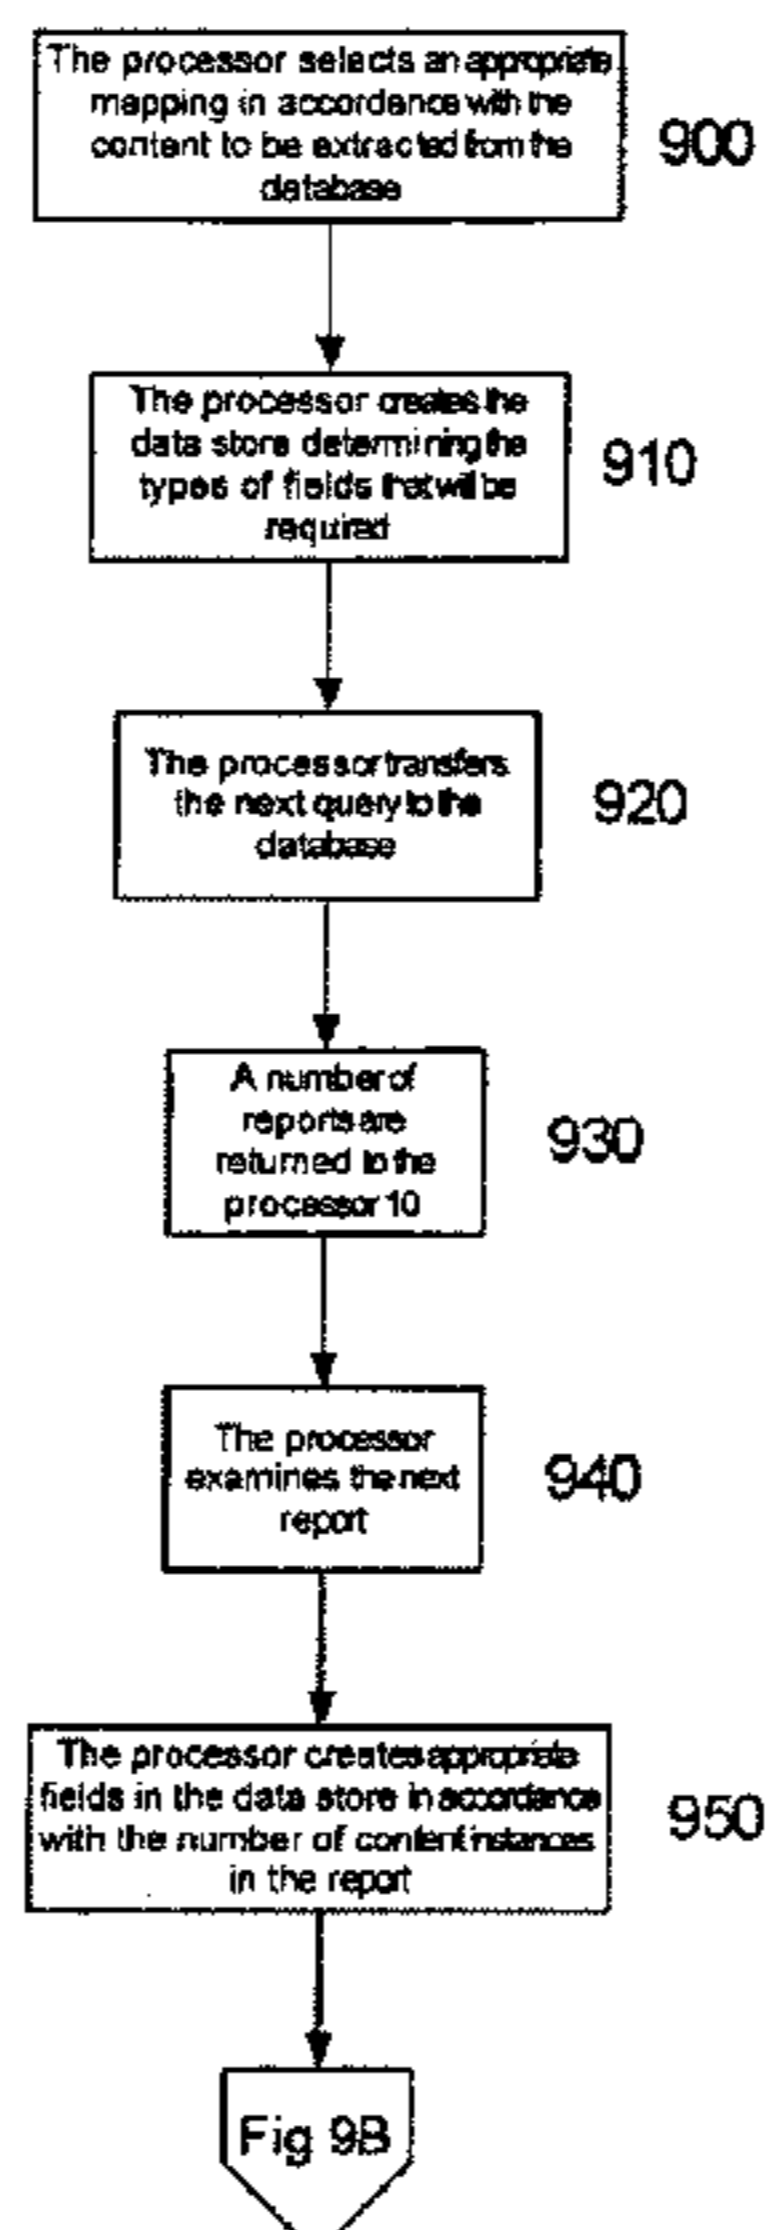 The processor selects an appropriate
mapping in accordence with the
content to be extracted from the
database
900
The processor creates the
data store determining the
types of fields that will be
required
910
The processor transfers
the next query to the
database
920
A number of
reports are
returned to the
processor 10
930
The processor
examines the next
report
940
The processor creates appropriate
fields in the data store in accordance
with the number of content instances
in the report
950
Fig 9B